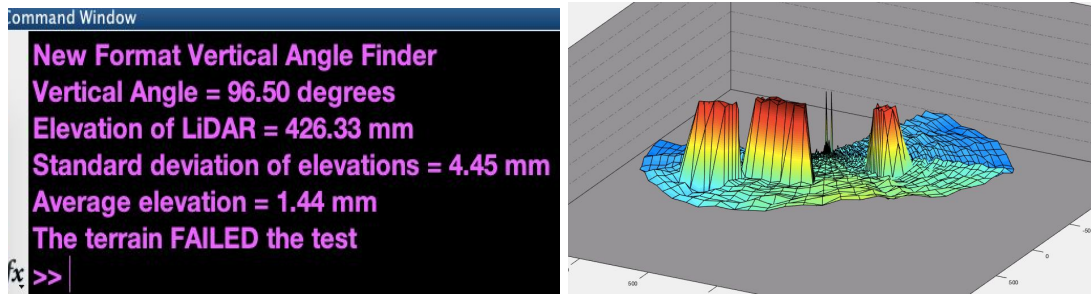 Command Window
New Format Vertical Angle Finder
Vertical Angle = 96.50 degrees
Elevation of LiDAR = 426.33 mm
Standard deviation of elevations = 4.45 mm
Average elevation = 1.44 mm
The terrain FAILED the test
fx >>
500
500
0
-500